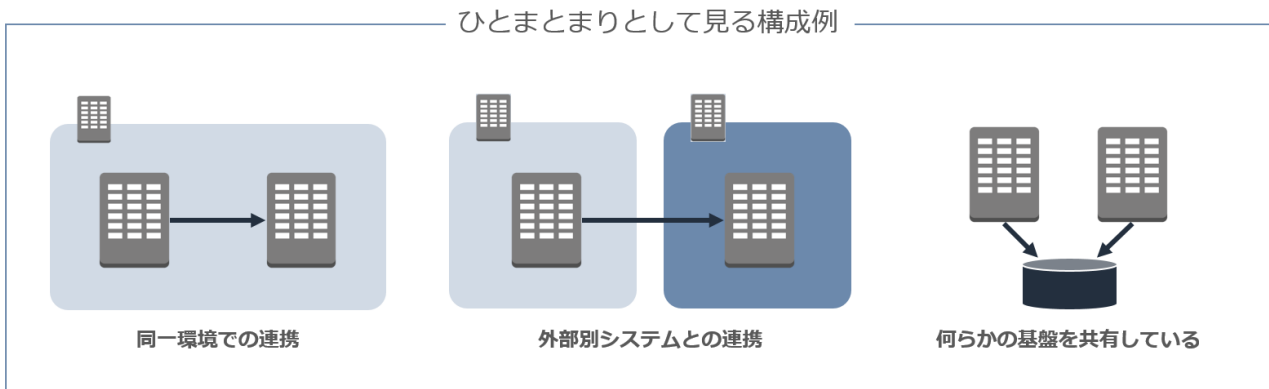 ひとまとまりとして見る構成例
同一環境での連携
外部別システムとの連携
何らかの基盤を共有している